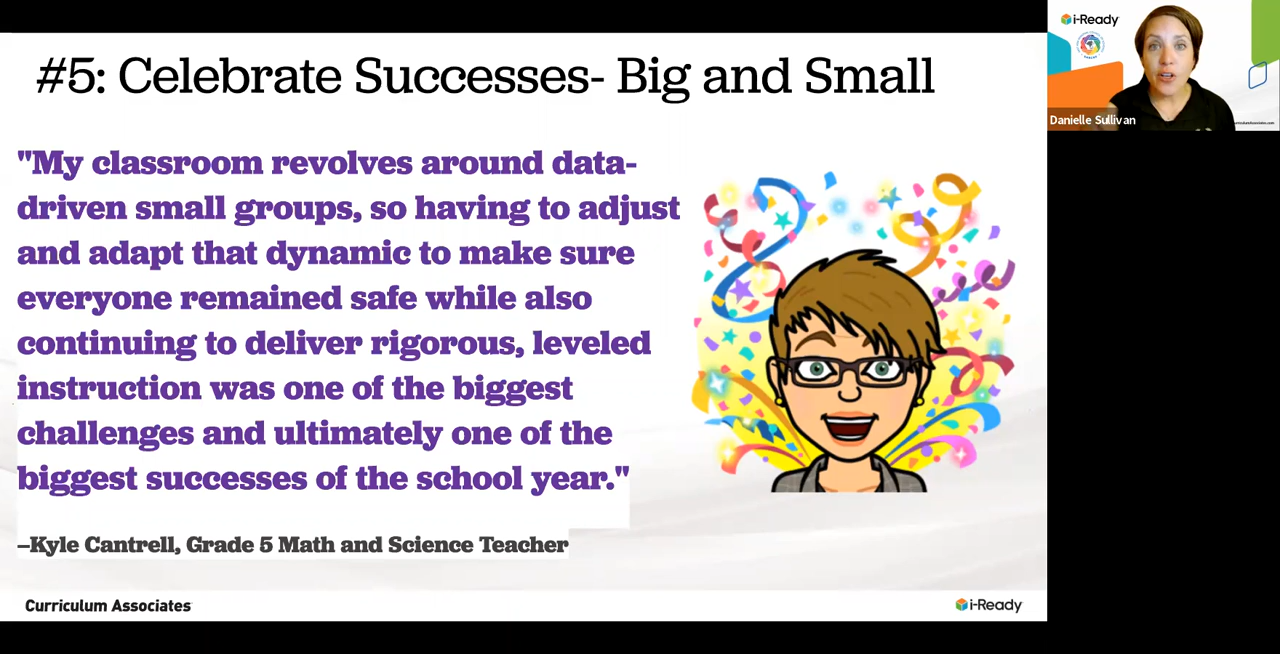 #5: Celebrate Successes- Big and Small
"My classroom revolves around data-
driven small groups, so having to adjust
and adapt that dynamic to make sure
everyone remained safe while also
continuing to deliver rigorous, leveled
instruction was one of the biggest
challenges and ultimately one of the
biggest successes of the school year."
–Kyle Cantrell, Grade 5 Math and Science Teacher
Curriculum Associates
i-Ready
i-Ready
Danielle Sullivan